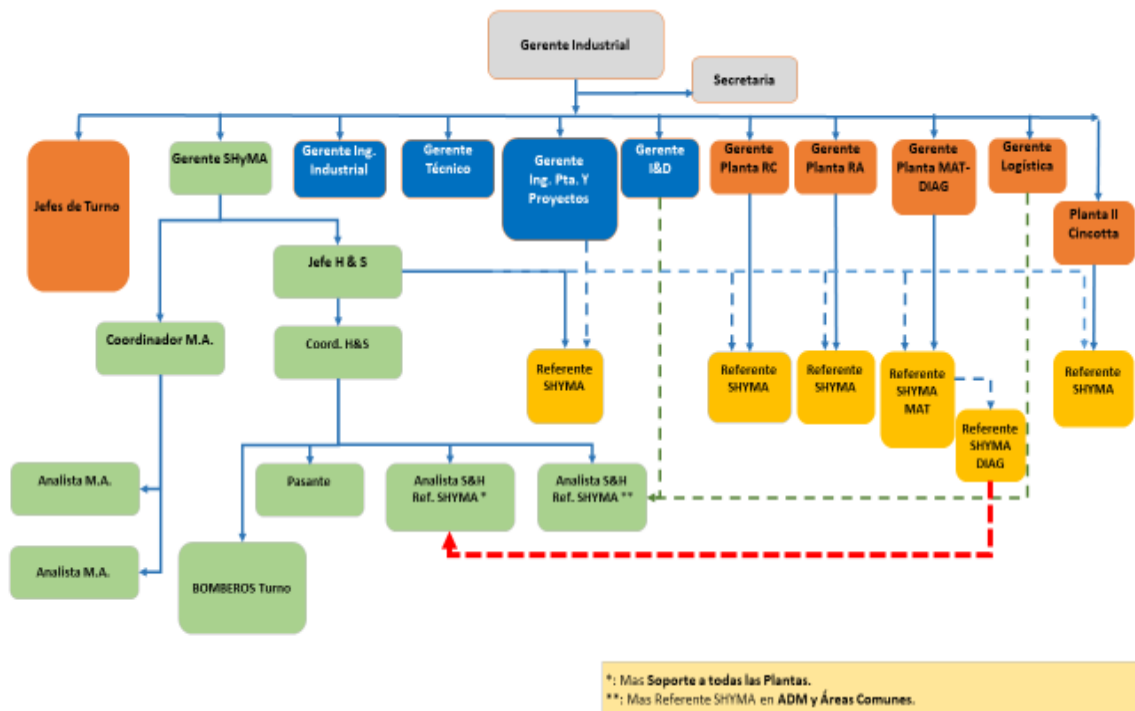 Gerente Industrial
Secretaria
Jefes de Turno
Gerente SHyMA
Gerente Ing.
Industrial
Gerente
Técnico
Gerente
Ing. Pta. Y
Proyectos
Gerente
I&D
Gerente
Planta RC
Gerente
Planta RA
Gerente
Planta MAT-
DIAG
Gerente
Logística
Planta II
Cincotta
Jefe H & S
Coordinador M.A.
Coord. H&S
Referente
SHYMA
Referente
SHYMA
Referente
SHYMA
Referente
SHYMA
MAT
Referente
SHYMA
Referente
SHYMA
DIAG
Analista M.A.
Pasante
Analista S&H
Ref. SHYMA *
Analista S&H
Ref. SHYMA **
Analista M.A.
BOMBEROS Turno
*: Mas Soporte a todas las Plantas.
**: Mas Referente SHYMA en ADM y Áreas Comunes.